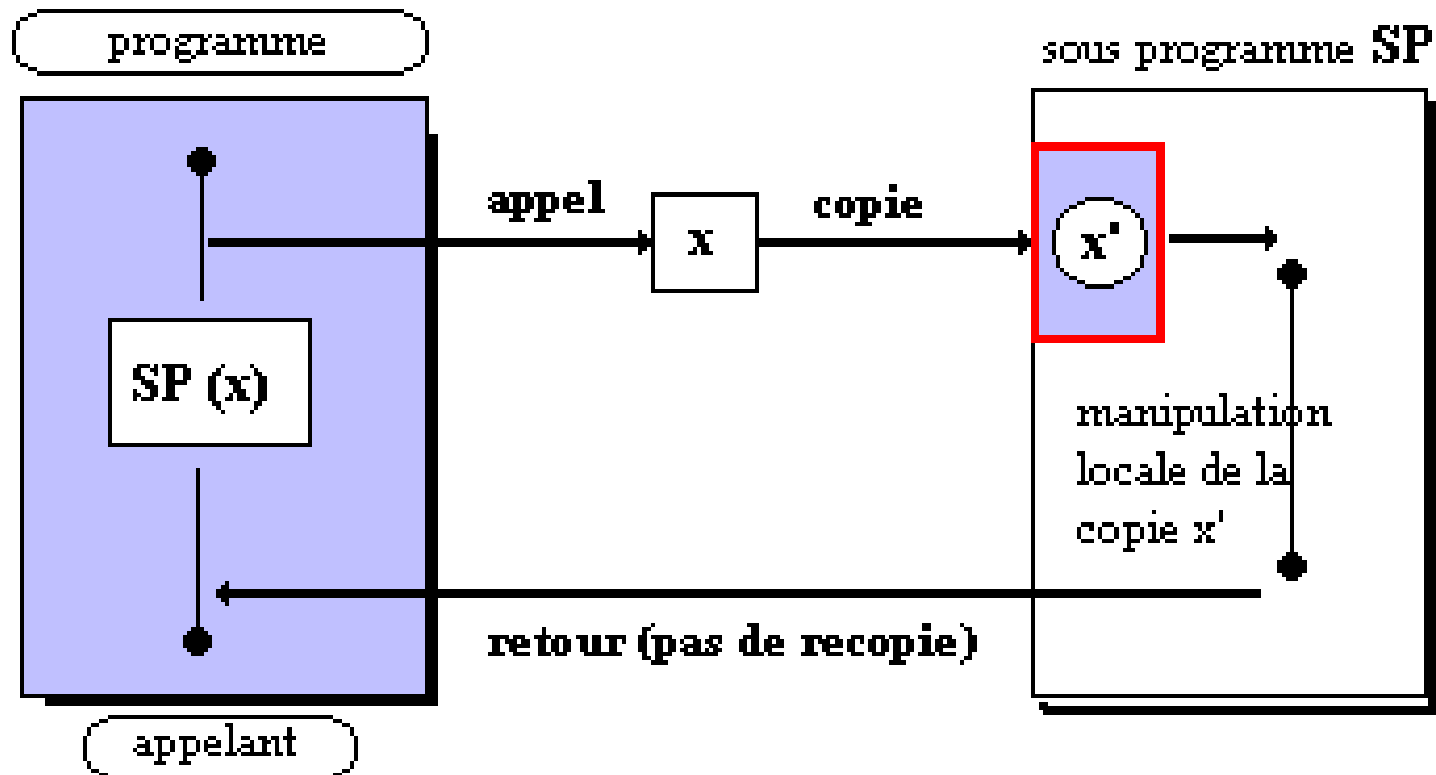 programme
sous programme SP
appel
x
copie
x'
SP (x)
manipulation
locale de la
copie x'
retour (pas de recopie)
appelant